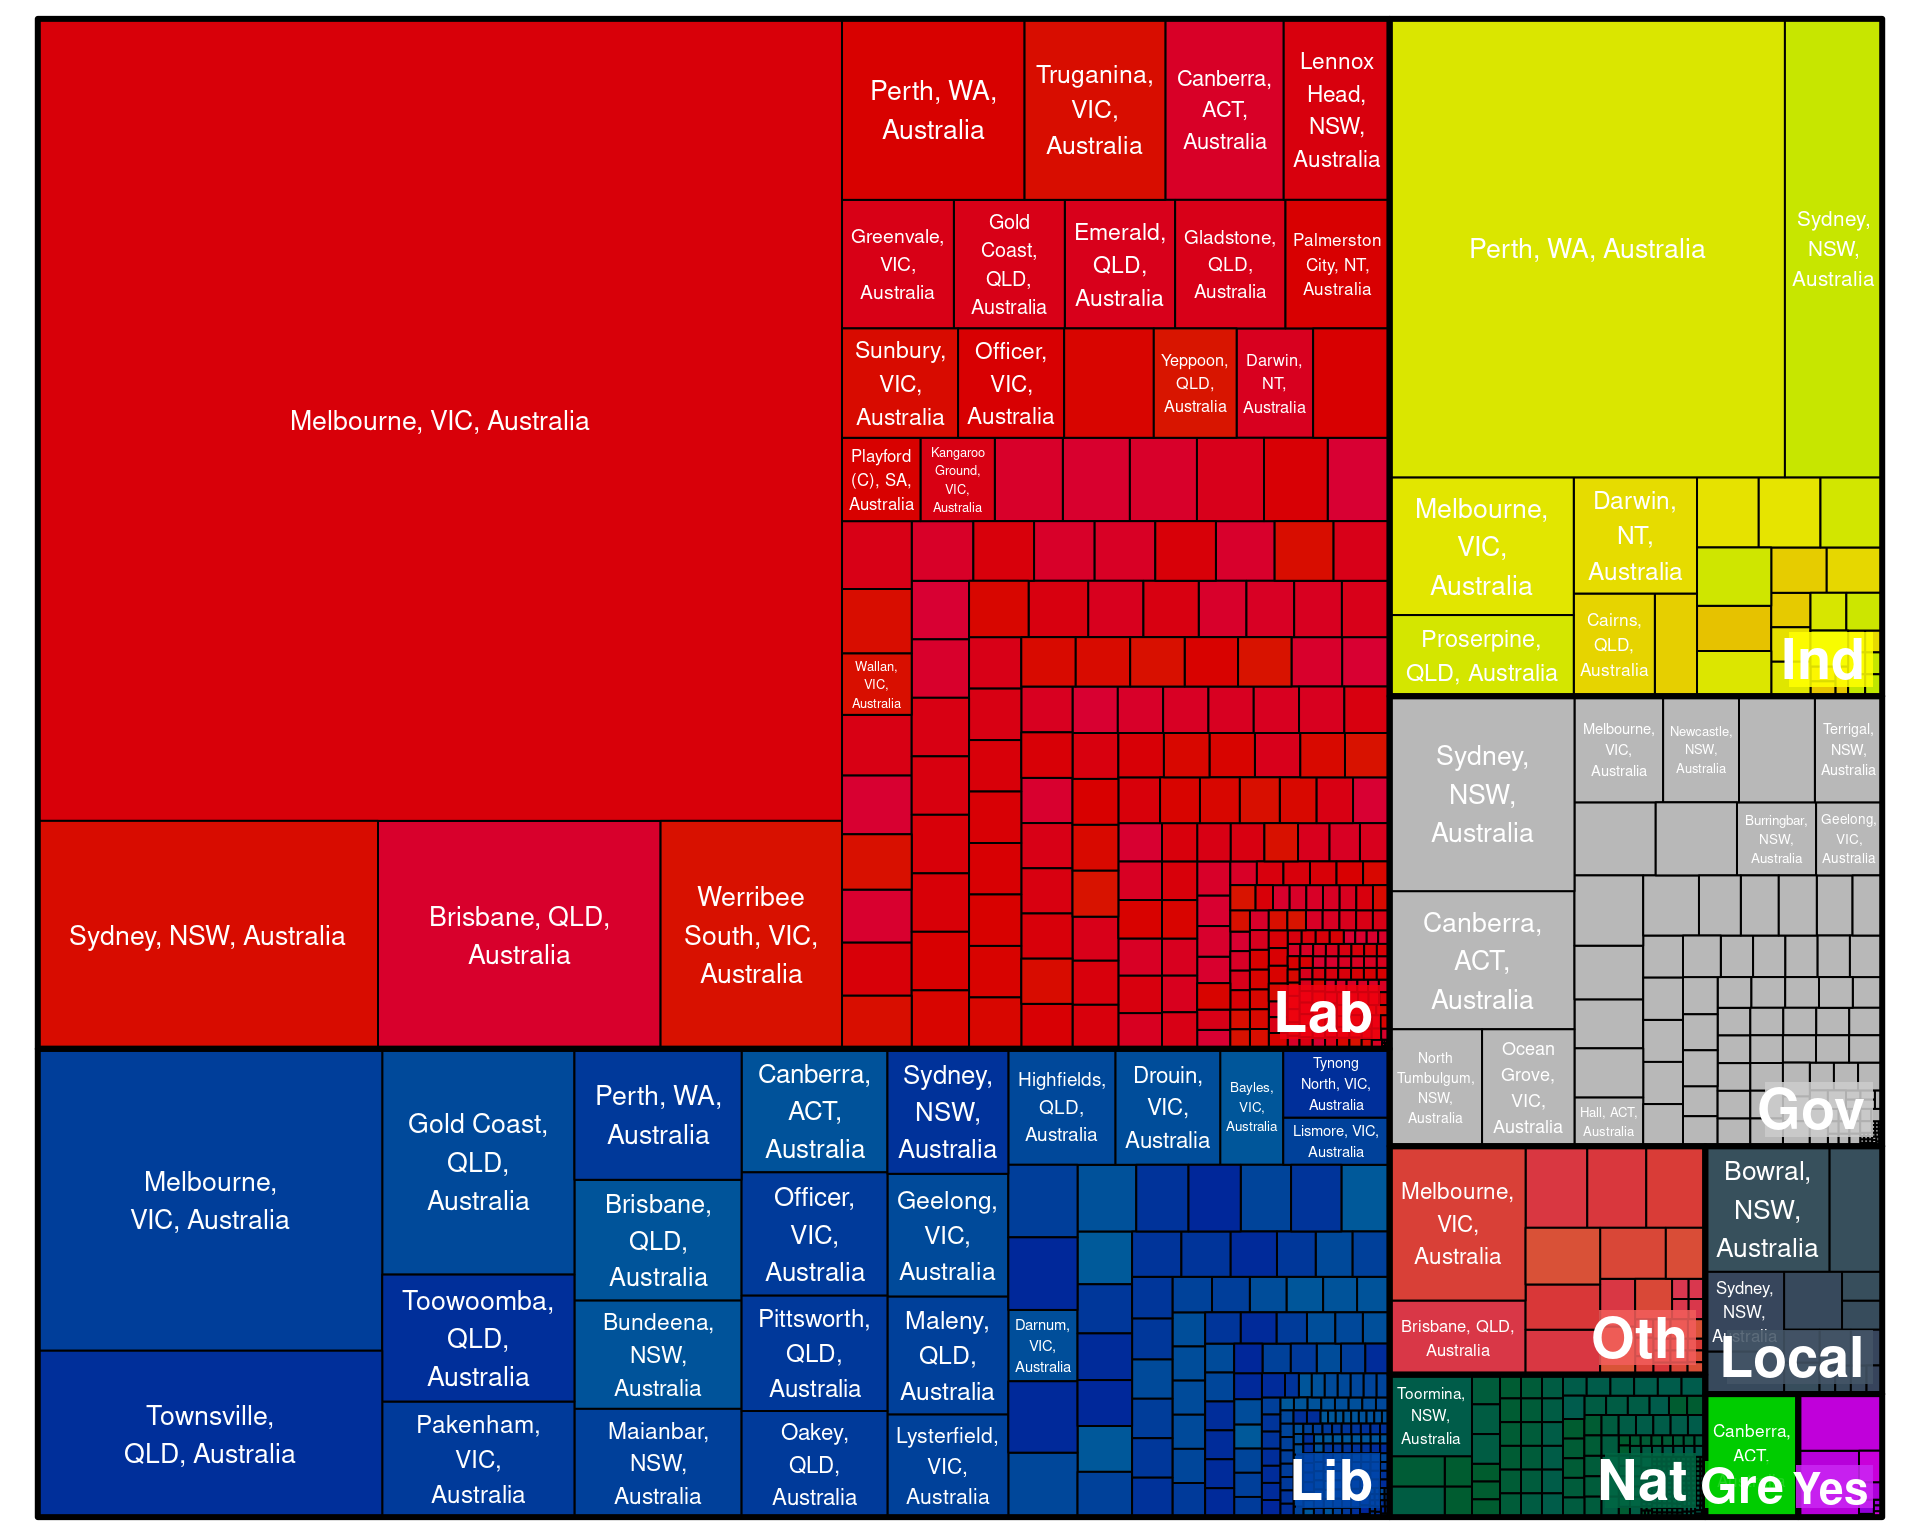 Melbourne, VIC, Australia
Sydney, NSW, Australia
Brisbane, QLD,
Australia
Werribee
South, VIC,
Australia
Perth, WA,
Australia
Truganina,
VIC,
Australia
Canberra,
ACT,
Australia
Lennox
Head,
NSW,
Australia
Greenvale,
VIC,
Australia
Gold
Coast,
QLD,
Australia
Emerald,
QLD,
Australia
Gladstone,
QLD,
Australia
Palmerston
City, NT,
Australia
Sunbury,
VIC,
Australia
Officer,
VIC,
Australia
Yeppoon,
QLD,
Australia
Darwin,
NT,
Australia
Playford
(C), SA,
Australia
Kangaroo
Ground,
VIC,
Australia
Wallan,
VIC,
Australia
Lab
Melbourne,
VIC, Australia
Townsville,
QLD, Australia
Gold Coast,
QLD,
Australia
Toowoomba,
QLD,
Australia
Pakenham,
VIC,
Australia
Perth, WA,
Australia
Brisbane,
QLD,
Australia
Bundeena,
NSW,
Australia
Maianbar,
NSW,
Australia
Canberra,
ACT,
Australia
Officer,
VIC,
Australia
Pittsworth,
QLD,
Australia
Oakey,
QLD,
Australia
Sydney,
NSW,
Australia
Geelong,
VIC,
Australia
Maleny,
QLD,
Australia
Lysterfield,
VIC,
Australia
Highfields,
QLD,
Australia
Drouin,
VIC,
Australia
Bayles,
VIC,
Australia
Tynong
North, VIC,
Australia
Lismore, VIC,
Australia
Darnum,
VIC,
Australia
Lib
Perth, WA, Australia
Sydney,
NSW,
Australia
Melbourne,
VIC,
Australia
Proserpine,
QLD, Australia
Darwin,
NT,
Australia
Cairns,
QLD,
Australia
Ind
Sydney,
NSW,
Australia
Canberra,
ACT,
Australia
North
Tumbulgum,
NSW,
Australia
Ocean
Grove,
VIC,
Australia
Melbourne,
VIC,
Australia
Newcastle,
NSW,
Australia
Terrigal,
NSW,
Australia
Burringbar,
NSW,
Australia
Geelong,
VIC,
Australia
Hall, ACT,
Australia
Gov
Melbourne,
VIC,
Australia
Brisbane, QLD,
Australia
Oth
Bowral,
NSW,
Australia
Sydney,
NSW,
Australia
Local
Toormina,
NSW,
Australia
Nat
Canberra,
ACT,
Gre
Yes